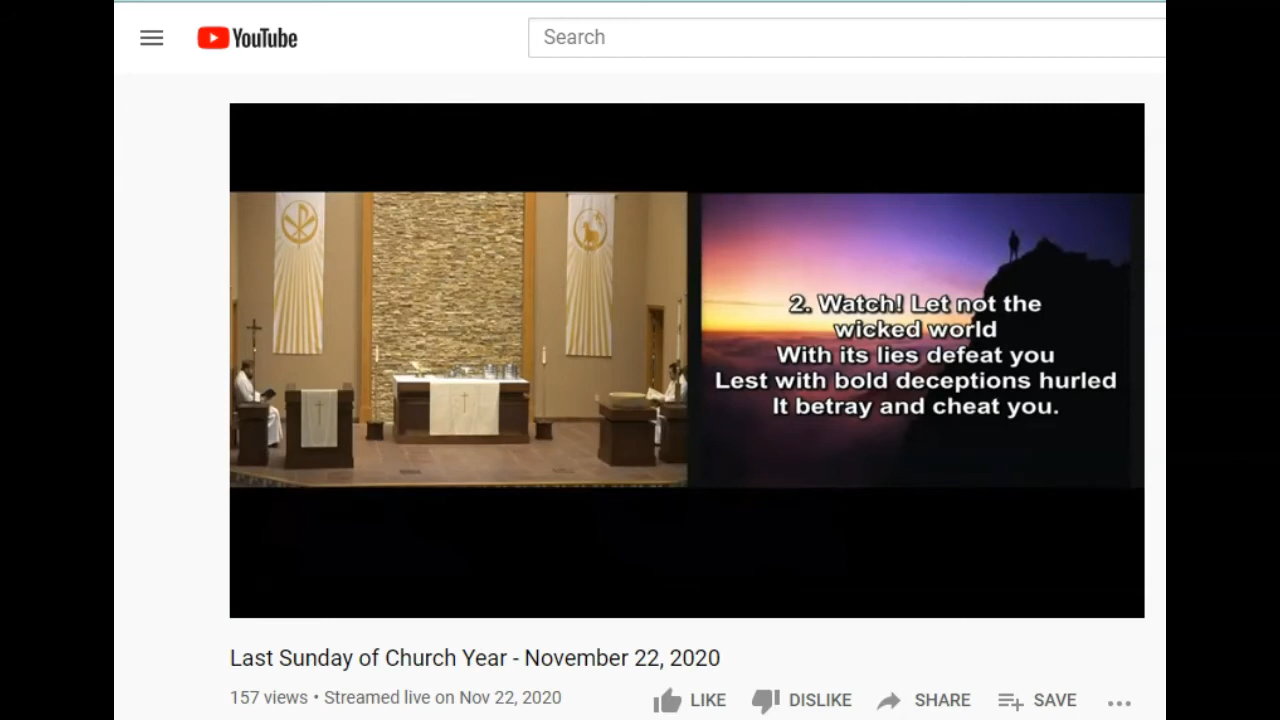 YouTube
Search
2. Watch! Let not the
wicked world
With its lies defeat you
Lest with bold deceptions hurled
It betray and cheat you.
Last Sunday of Church Year - November 22, 2020
157 views • Streamed live on Nov 22, 2020
LIKE
DISLIKE
SHARE
SAVE